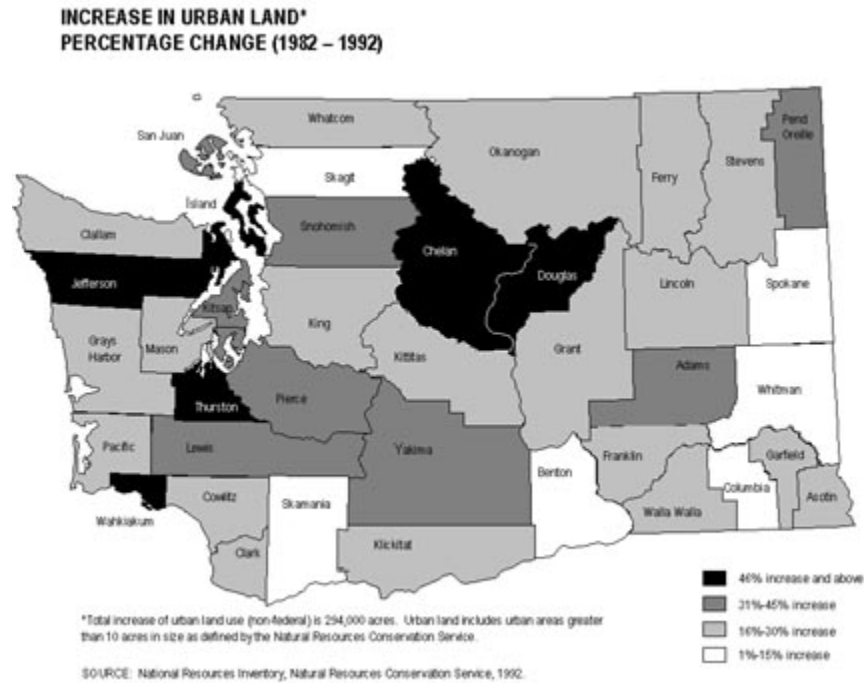 INCREASE IN URBAN LAND*
PERCENTAGE CHANGE (1982 – 1992)
Whatcom
San Juan
Okanogan
Pend
Oreille
Skagit
Ferry
Stevens
Island
Snohomish
Clallam
Chelan
Douglas
Jefferson
Lincoln
Spokane
Kitsap
King
Grays
Harbor
Mason
Kittitas
Grant
Adams
Whitman
Pierce
Thurston
Pacific
Lewis
Yakima
Franklin
Garfield
Benton
Columbia
Cowlitz
Skamania
Asotin
Walla Walla
Wahkiakum
Clark
Klickitat
46% increase and above
31%-45% increase
16%-30% increase
1%-15% increase
*Total increase of urban land use (non-federal) is 294,000 acres. Urban land includes urban areas greater
than 10 acres in size as defined by the Natural Resources Conservation Service.
SOURCE: National Resources Inventory, Natural Resources Conservation Service, 1992.